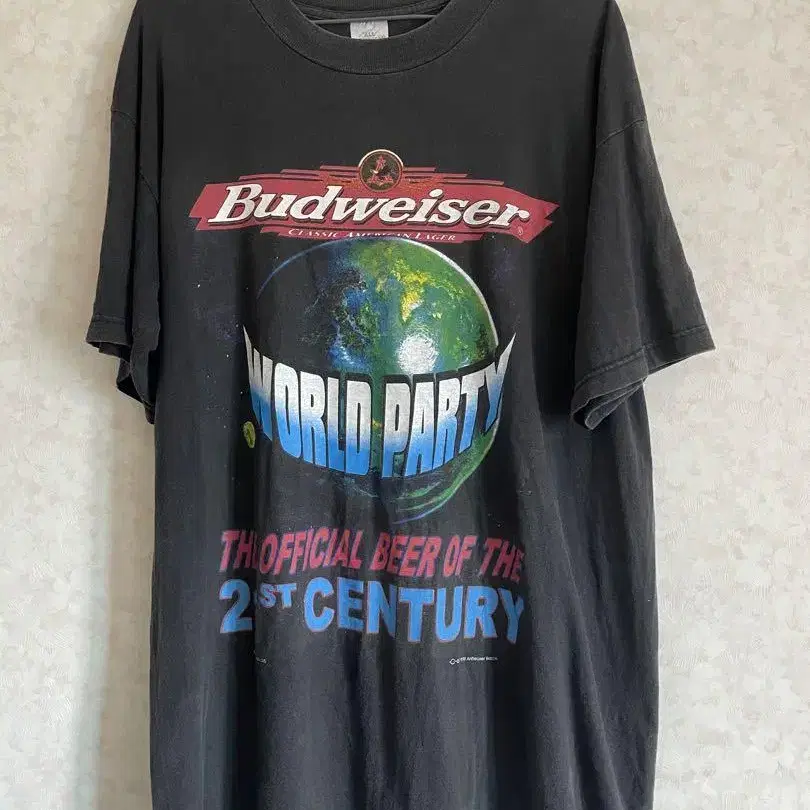 Budweiser
®
CLASSIC AMERICAN LAGER
WORLD PARTY
THE OFFICIAL BEER OF THE
21ST CENTURY